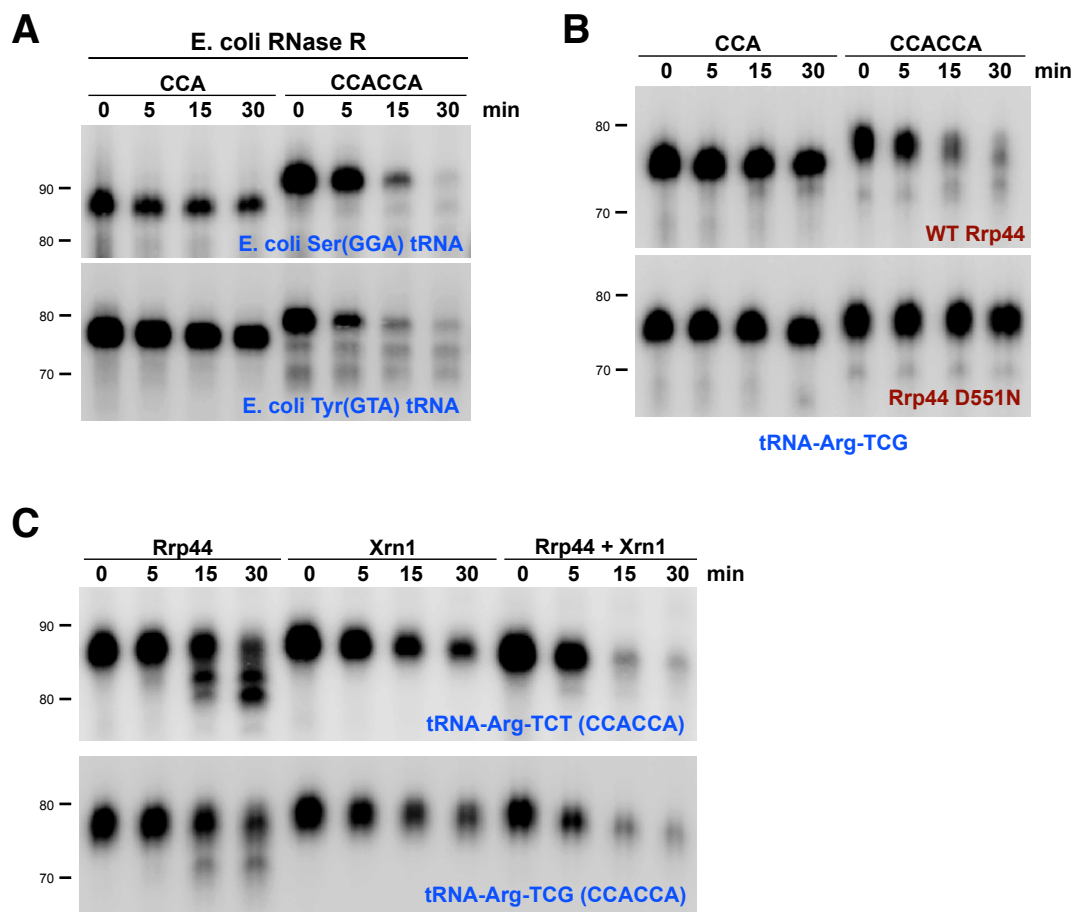 A
E. coli RNase R
CCA CCACCA
0 5 15 30 0 5 15 30 min
90
80
E. coli Ser(GGA) tRNA
80
70
E. coli Tyr(GTA) tRNA
B
CCA CCACCA
0 5 15 30 0 5 15 30 min
80
70
WT Rrp44
80
70
Rrp44 D551N
tRNA-Arg-TCG
C
Rrp44 Xrn1 Rrp44 + Xrn1
0 5 15 30 0 5 15 30 0 5 15 30 min
90
80
tRNA-Arg-TCT (CCACCA)
80
70
tRNA-Arg-TCG (CCACCA)